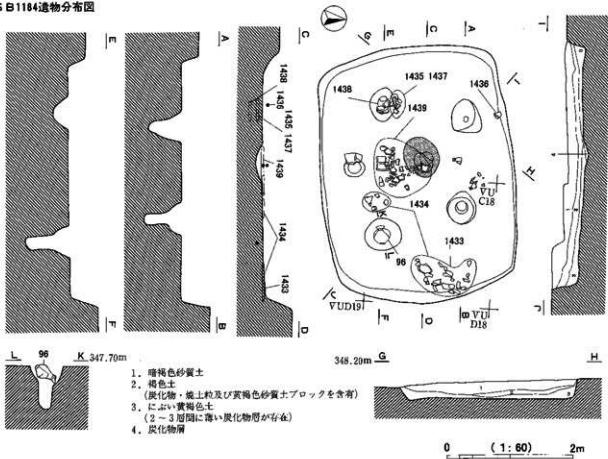 SB1184遺物分布図
E
A
C
G
E
C
A
I
1438
1436
1435
1437
1439
1434
1433
1435 1437
1436
1438
1439
J
H
VU
C18
1434
1433
96
VUD19
F
D
B
VU
D18
F
B
D
J
L 96 K 347.70m
1. 暗褐色砂質土
2. 褐色土
(炭化物・焼土粒及び黄褐色砂質土ブロックを含有)
3. にぶい黄褐色土
(2～3層間に薄い炭化物層が存在)
4. 炭化物層
348.20m G H
1
2
3
0 (1:60) 2m